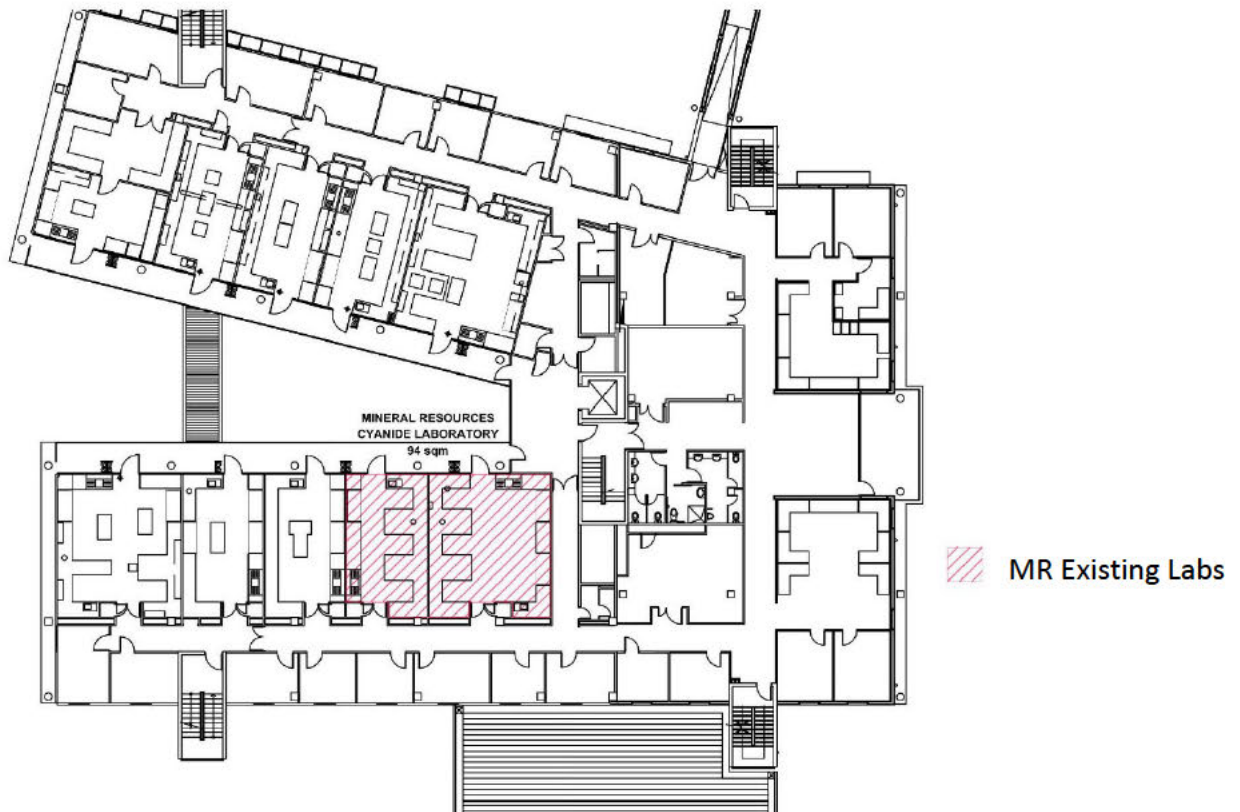 MINERAL RESOURCES
CYANIDE LABORATORY
94 sqm
MR Existing Labs